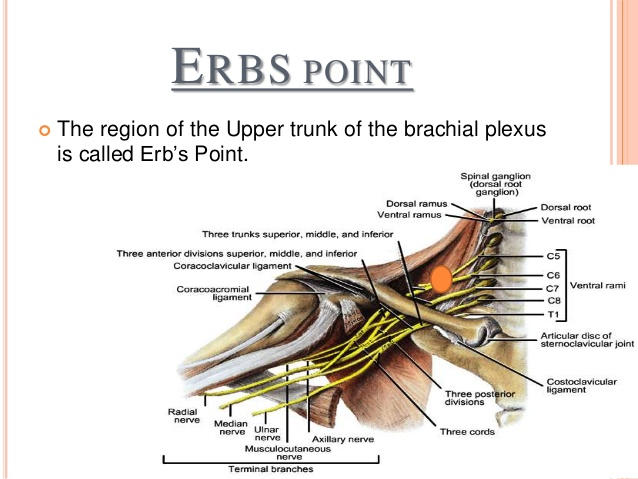 ERBS POINT
The region of the Upper trunk of the brachial plexus
is called Erb's Point.
Spinal ganglion
(dorsal root
ganglion)
Dorsal ramus
Ventral ramus
Dorsal root
Ventral root
Three trunks superior, middle, and inferior
Three anterior divisions superior, middle, and inferior
Coracoclavicular ligament
Coracoacromial
ligament
C5
C6
C7
C8
T1
Ventral rami
Articular disc of
sternoclavicular joint
Costoclavicular
ligament
Three posterior
divisions
Three cords
Radial
nerve
Median
nerve
Ulnar
nerve
Axillary nerve
Musculocutaneous
nerve
Terminal branches